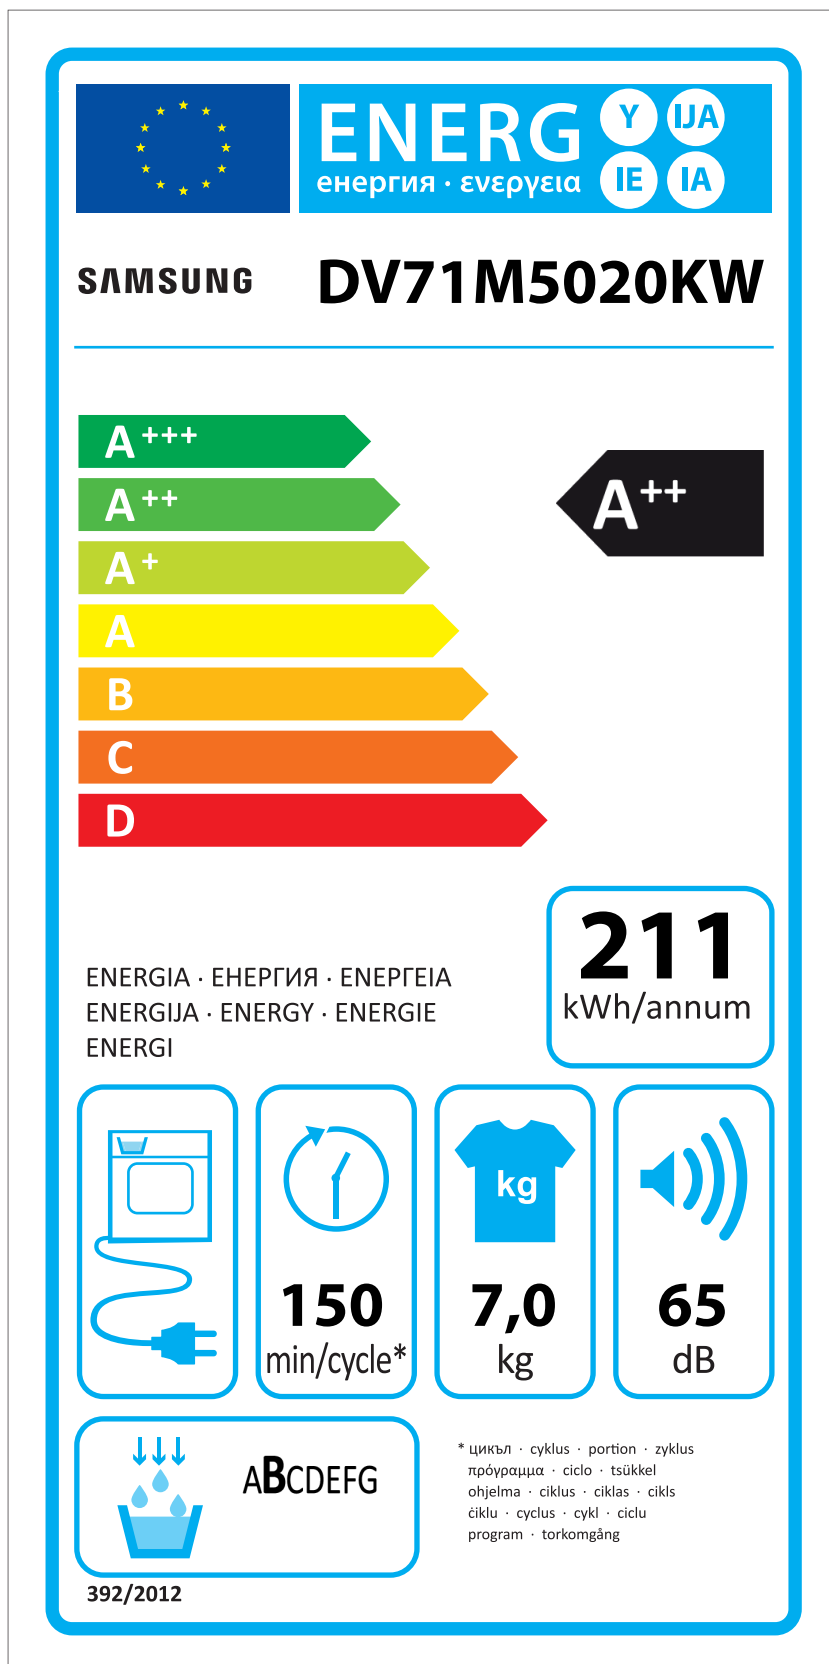 ENERG Y IJA
енергия · ενεργεια IE IA
SAMSUNG DV71M5020KW
A+++
A++
A++
A+
A
B
C
D
211
kWh/annum
ENERGIA · ЕНЕРГИЯ · ΕΝΕΡΓΕΙΑ
ENERGIJA · ENERGY · ENERGIE
ENERGI
kg
150
min/cycle*
7,0
kg
65
dB
ABCDEFG
* цикъл · cyklus · portion · zyklus
πρόγραμμα · ciclo · tsükkel
ohjelma · ciklus · ciklas · cikls
ċiklu · cyclus · cykl · ciclu
program · torkomgång
392/2012